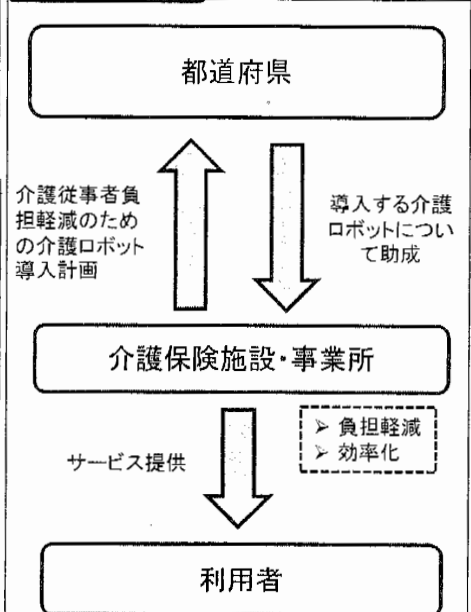 都道府県
介護従事者負
担軽減のため
の介護ロボット
導入計画
導入する介護
ロボットについ
て助成
介護保険施設・事業所
サービス提供
➢ 負担軽減
➢ 効率化
利用者